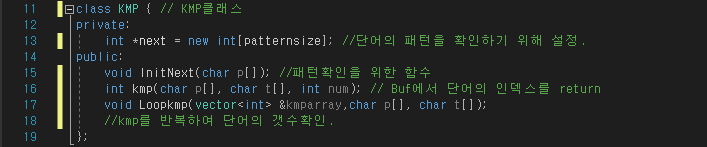 11 class KMP { // KMP클래스
12 private:
13 int *next = new int[patternsize]; //단어의 패턴을 확인하기 위해 설정.
14 public:
15 void InitNext(char p[]); //패턴확인을 위한 함수
16 int kmp(char p[], char t[], int num); // Buf에서 단어의 인덱스를 return
17 void Loopkmp(vector<int> &kmparray,char p[], char t[]);
18 //kmp를 반복하여 단어의 갯수확인.
19 };